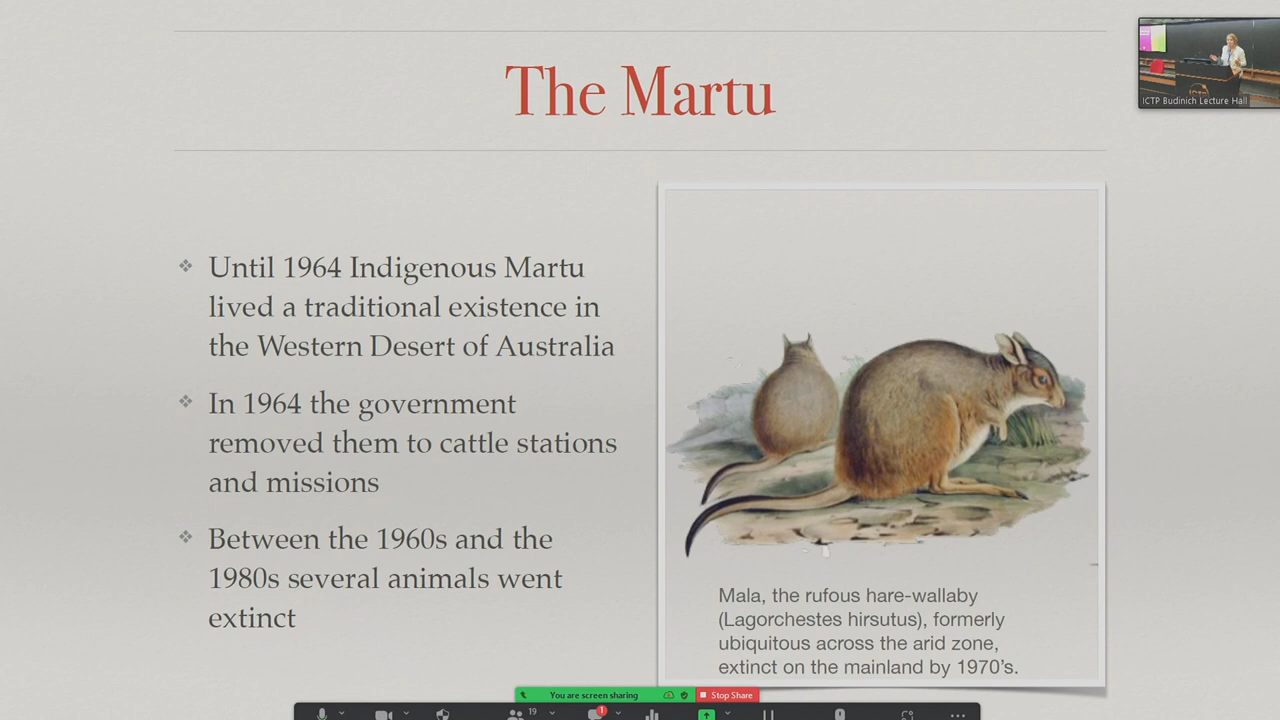 The Martu
ICTP Budinich Lecture Hall
❖ Until 1964 Indigenous Martu
lived a traditional existence in
the Western Desert of Australia
❖ In 1964 the government
removed them to cattle stations
and missions
❖ Between the 1960s and the
1980s several animals went
extinct
Mala, the rufous hare-wallaby
(Lagorchestes hirsutus), formerly
ubiquitous across the arid zone,
extinct on the mainland by 1970's.
You are screen sharing
Stop Share
19
1